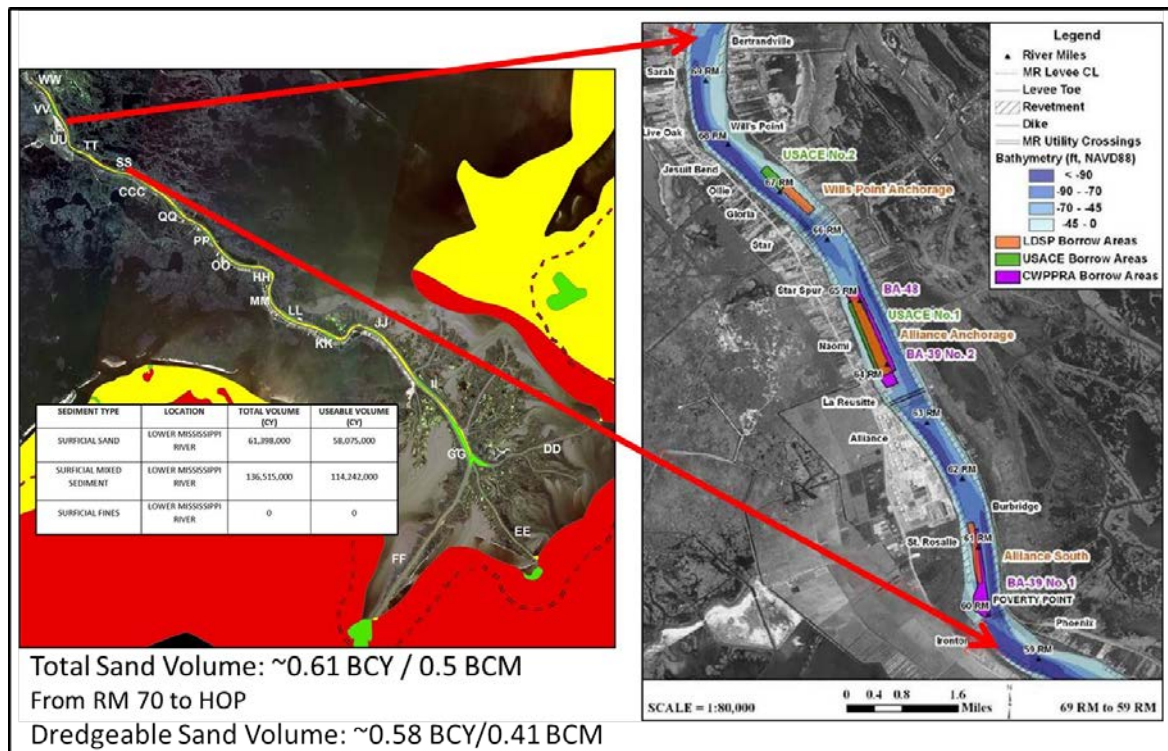 WW
VV
UU
TT
SS
CCC
QQ
PP
OO
HH
MM
LL
KK
JJ
II
GG
DD
EE
FF
SEDIMENT TYPE LOCATION TOTAL VOLUME (CY) USEABLE VOLUME (CY)
SURFICIAL SAND LOWER MISSISSIPPI RIVER 61,398,000 58,075,000
SURFICIAL MIXED SEDIMENT LOWER MISSISSIPPI RIVER 136,515,000 114,242,000
SURFICIAL FINES LOWER MISSISSIPPI RIVER 0 0
Total Sand Volume: ~0.61 BCY / 0.5 BCM
From RM 70 to HOP
Dredgeable Sand Volume: ~0.58 BCY/0.41 BCM
Bertrandville
Sarah
69 RM
Live Oak
Will's Point
68 RM
Jesuit Bend
USACE No.2
Ollie
67 RM
Wills Point Anchorage
Gloria
66 RM
Star
Star Spur
65 RM
BA-48
USACE No.1
Alliance Anchorage
Naomi
BA-39 No. 2
64 RM
La Reusitte
63 RM
Alliance
62 RM
Burbridge
St. Rosalie
61 RM
Alliance South
BA-39 No. 1
60 RM
POVERTY POINT
Phoenix
Ironton
59 RM
Legend
River Miles
MR Levee CL
Levee Toe
Revetment
Dike
MR Utility Crossings
Bathymetry (ft, NAVD88)
< -90
-90 - -70
-70 - -45
-45 - 0
LDSP Borrow Areas
USACE Borrow Areas
CWPPRA Borrow Areas
SCALE = 1:80,000
0 0.4 0.8 1.6
Miles
N
69 RM to 59 RM